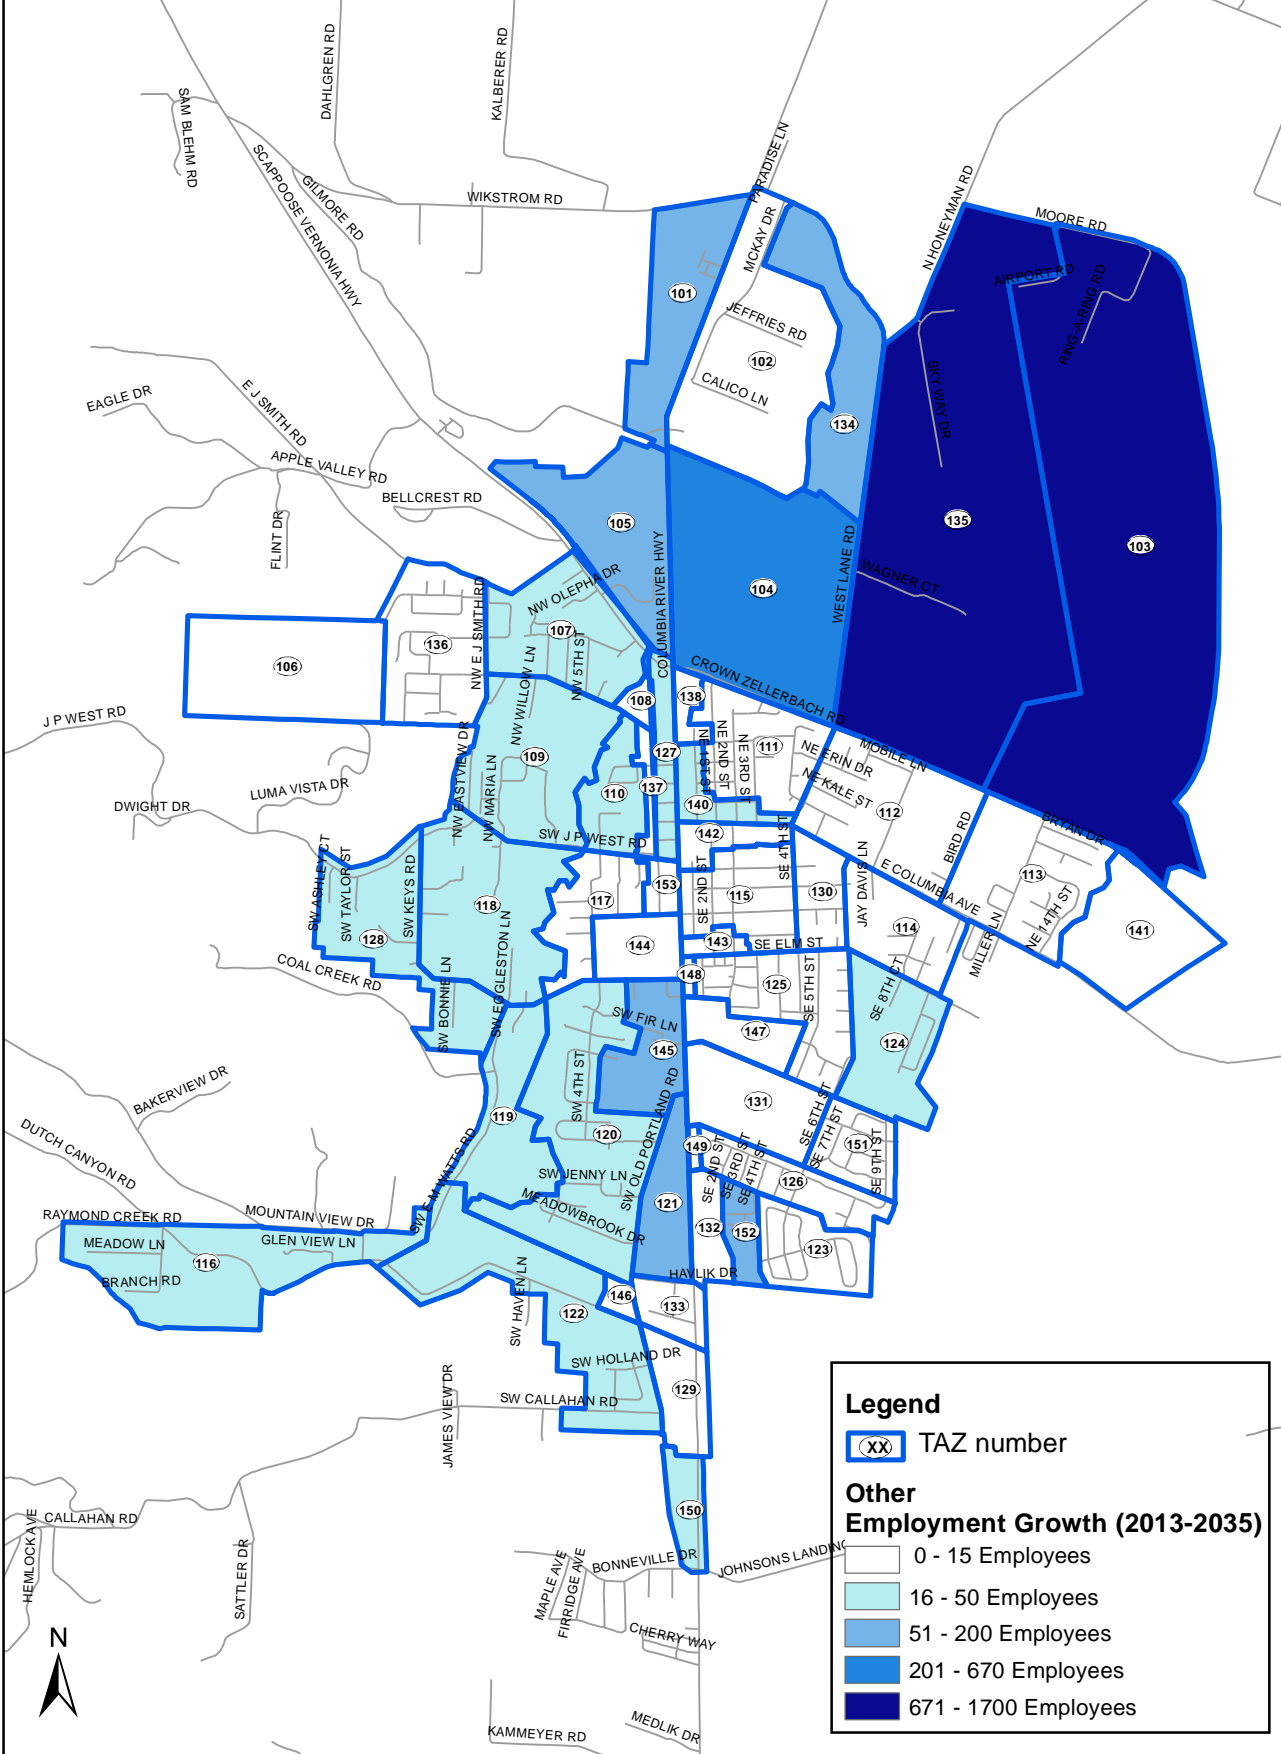 DAHLGREN RD
KALBERER RD
SAM BLEHM RD
SCAPPOOSE VERNONIA HWY
GILMORE RD
WIKSTROM RD
PARADISE LN
MCKAY DR
N HONEYMAN RD
MOORE RD
AIRPORT RD
RING-A-RING RD
101
JEFFRIES RD
102
CALICO LN
SKY WAY DR
134
EAGLE DR
E J SMITH RD
APPLE VALLEY RD
BELLCREST RD
FLINT DR
105
135
103
COLUMBIA RIVER HWY
WEST LANE RD
WAGNER CT
104
NW OLEPHA DR
107
NW 5TH ST
NW E J SMITH RD
136
106
NW WILLOW LN
CROWN ZELLERBACH RD
108
138
J P WEST RD
NW EASTVIEW DR
109
127
NE 1ST ST
NE 2ND ST
NE 3RD ST
111
NE ERIN DR
MOBILE LN
NE KALE ST
NW MARIA LN
110
137
140
112
LUMA VISTA DR
DWIGHT DR
SW J P WEST RD
142
SE 4TH ST
BIRD RD
BRYAN DR
SW ASHLEY CT
SW TAYLOR ST
SW KEYS RD
118
117
153
SE 2ND ST
115
130
JAY DAVIS LN
E COLUMBIA AVE
113
NE 14TH ST
MILLER LN
114
141
128
SW EGGLESTON LN
144
143
SE ELM ST
COAL CREEK RD
SW BONNIE LN
148
125
SE 5TH ST
SE 8TH CT
SW FIR LN
147
145
124
BAKERVIEW DR
SW 4TH ST
SW OLD PORTLAND RD
131
SE 6TH ST
SE 7TH ST
DUTCH CANYON RD
119
120
149
SE 2ND ST
SE 3RD ST
SE 4TH ST
151
SE 9TH ST
SW E M WATTS RD
SW JENNY LN
126
MEADOWBROOK DR
121
132
152
123
RAYMOND CREEK RD
MOUNTAIN VIEW DR
MEADOW LN
GLEN VIEW LN
116
BRANCH RD
HAVLIK DR
SW HAVEN LN
146
133
122
SW HOLLAND DR
129
JAMES VIEW DR
SW CALLAHAN RD
150
CALLAHAN RD
HEMLOCK AVE
SATTLER DR
MAPLE AVE
FIRRIDGE AVE
BONNEVILLE DR
JOHNSONS LANDING
CHERRY WAY
KAMMEYER RD
MEDLIK DR
N
Legend
XX TAZ number
Other
Employment Growth (2013-2035)
0 - 15 Employees
16 - 50 Employees
51 - 200 Employees
201 - 670 Employees
671 - 1700 Employees